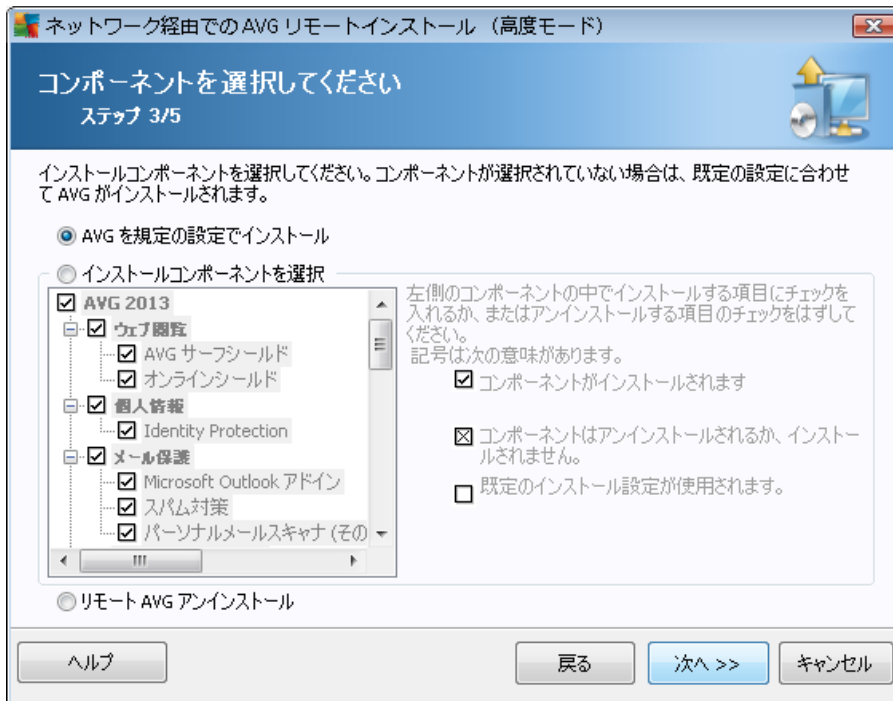 ネットワーク経由でのAVG リモートインストール （高度モード）
コンポーネントを選択してください
ステップ 3/5
インストールコンポーネントを選択してください。コンポーネントが選択されていない場合は、既定の設定に合わせ
て AVG がインストールされます。
AVG を規定の設定でインストール
インストールコンポーネントを選択
AVG 2013
ウェブ閲覧
AVG サーフシールド
オンラインシールド
個人情報
Identity Protection
メール保護
Microsoft Outlook アドイン
スパム対策
パーソナルメールスキャナ (その
左側のコンポーネントの中でインストールする項目にチェックを
入れるか、またはアンインストールする項目のチェックをはずして
ください。
記号は次の意味があります。
コンポーネントがインストールされます
コンポーネントはアンインストールされるか、インストー
ルされません。
既定のインストール設定が使用されます。
リモート AVG アンインストール
ヘルプ
戻る
次へ >>
キャンセル